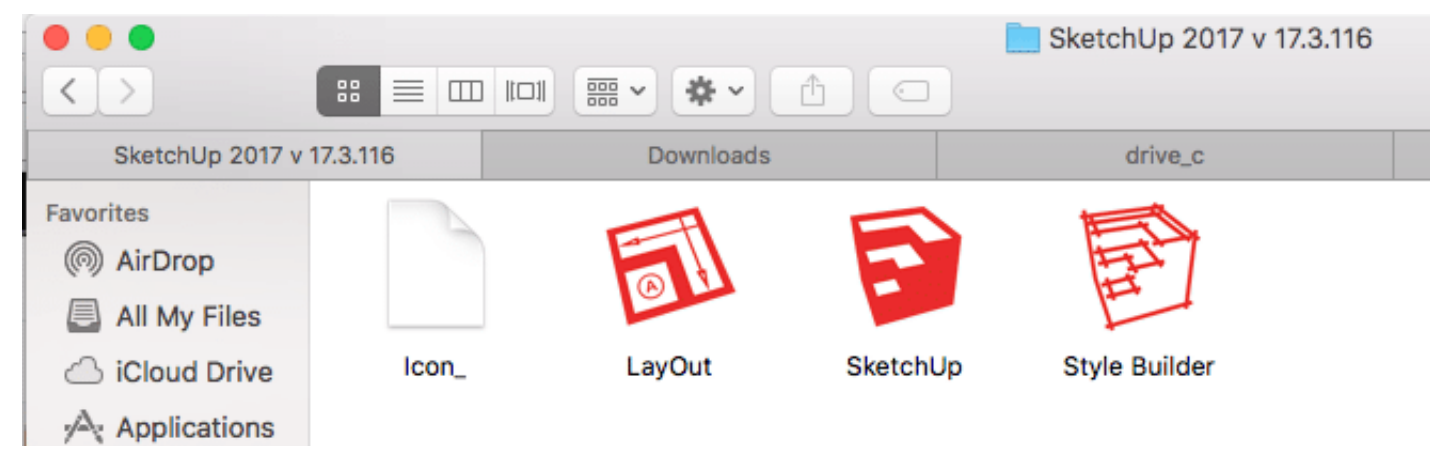 SketchUp 2017 v 17.3.116
SketchUp 2017 v 17.3.116 Downloads drive_c
Favorites
AirDrop
All My Files
iCloud Drive
Applications
A
Icon_ LayOut SketchUp Style Builder